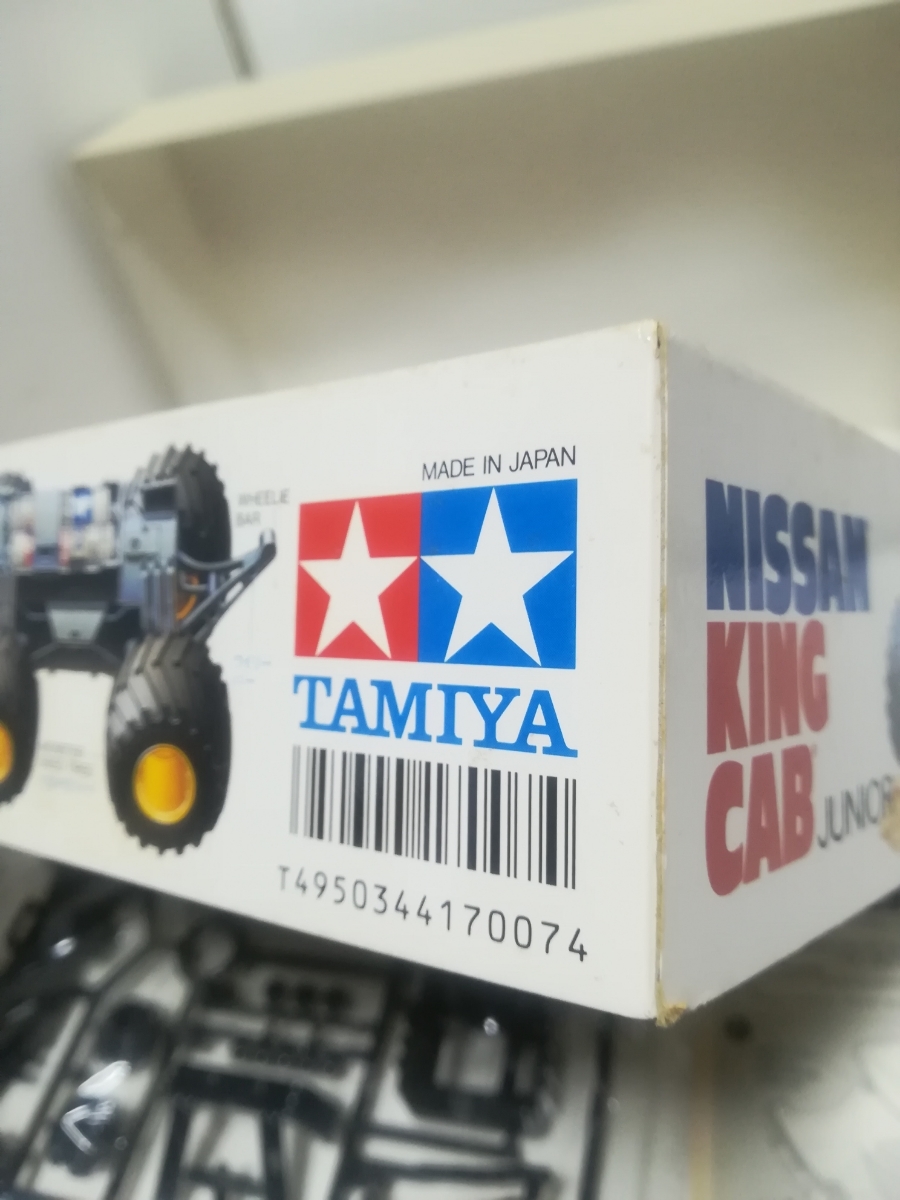 WHEELIE
BAR
MADE IN JAPAN
TAMIYA
T4950344170074
NISSAN
KING
CAB
JUNIOR